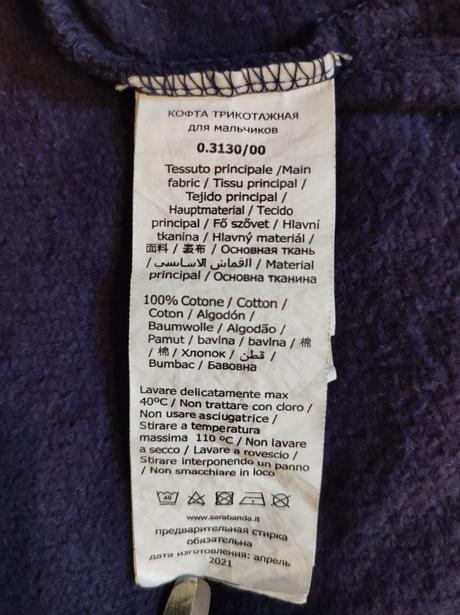 КОФТА ТРИКОТАЖНАЯ
ДЛЯ МАЛЬЧИКОВ
0.3130/00
Tessuto principale /Main
fabric / Tissu principal /
Tejido principal /
Hauptmaterial / Tecido
principal / Fő szővet / Hlavní
tkanina / Hlavný materiál /
面料 / 表布 / Основная ткань
/ القماش الاساسى / Material
principal / Основна тканина
100% Cotone / Cotton /
Coton / Algodón /
Baumwolle / Algodão /
Pamut / bavlna / bavlna / 棉
/ 棉 / Хлопок / قطن /
Bumbac / Бавовна
Lavare delicatamente max
40°C / Non trattare con cloro /
Non usare asciugatrice /
Stirare a temperatura
massima 110 °C / Non lavare
a secco / Lavare a rovescio /
Stirare interponendo un panno
/ Non smacchiare in loco
40
www.sarabanda.it
предварительная стирка
обязательна
дата изготовления: апрель
2021